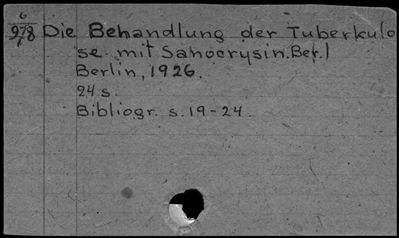 6
978 Die Behandlung der Tuberkulo
se mit Sanocrysin. Ber. I
Berlin, 1926.
24 s.
Bibliogr. s. 19-24.